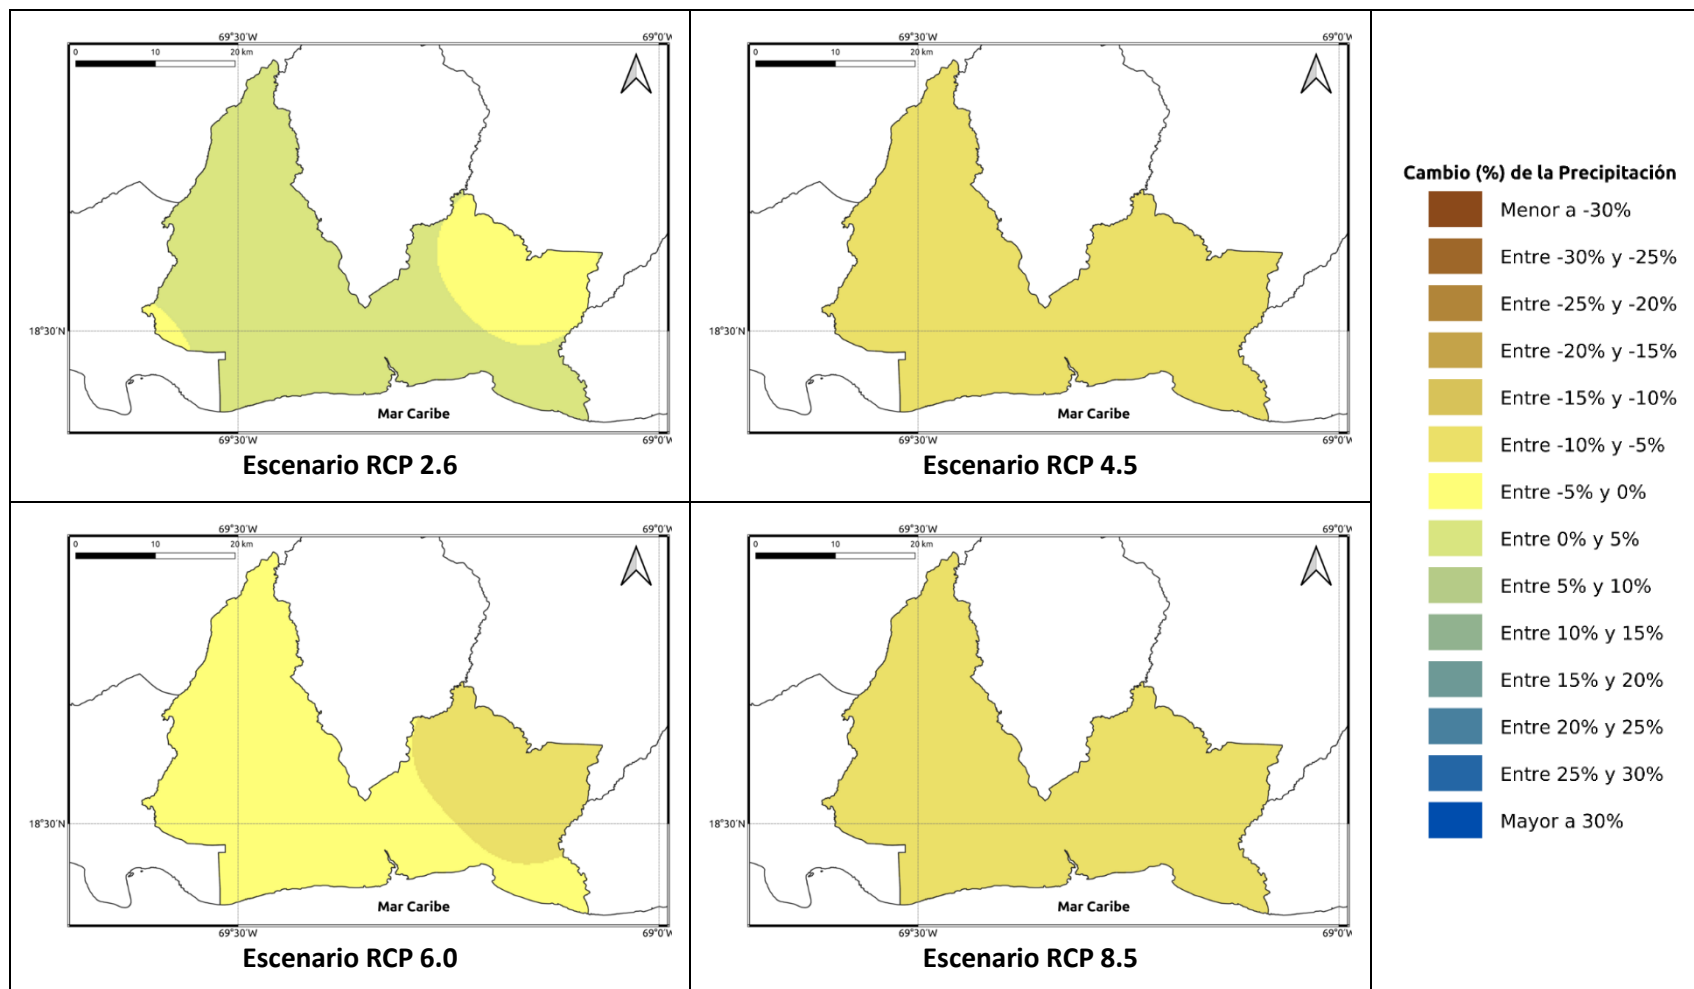 69°30'W
69°0'W
0
10
20 km
18°30'N
Mar Caribe
69°30'W
69°0'W
Escenario RCP 2.6
69°30'W
69°0'W
0
10
20 km
18°30'N
Mar Caribe
69°30'W
69°0'W
Escenario RCP 4.5
69°30'W
69°0'W
0
10
20 km
18°30'N
Mar Caribe
69°30'W
69°0'W
Escenario RCP 6.0
69°30'W
69°0'W
0
10
20 km
18°30'N
Mar Caribe
69°30'W
69°0'W
Escenario RCP 8.5
Cambio (%) de la Precipitación
Menor a -30%
Entre -30% y -25%
Entre -25% y -20%
Entre -20% y -15%
Entre -15% y -10%
Entre -10% y -5%
Entre -5% y 0%
Entre 0% y 5%
Entre 5% y 10%
Entre 10% y 15%
Entre 15% y 20%
Entre 20% y 25%
Entre 25% y 30%
Mayor a 30%